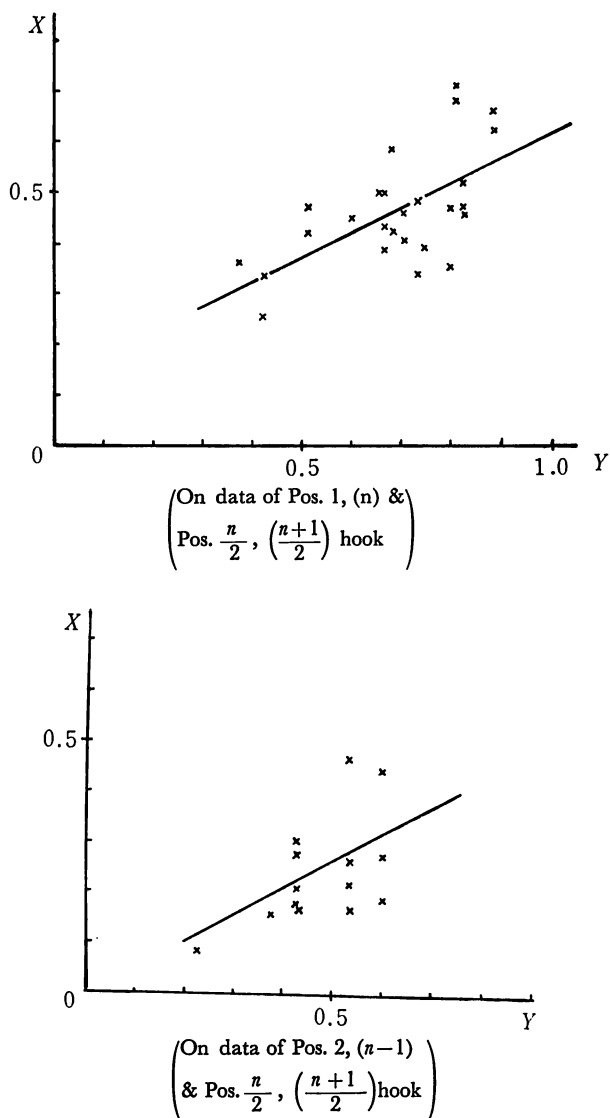 X
0.5
0
0.5
1.0
Y
(On data of Pos. 1, (n) &
Pos. n/2, (n+1/2) hook)
X
0.5
0
0.5
Y
(On data of Pos. 2, (n−1)
& Pos. n/2, (n+1/2) hook)